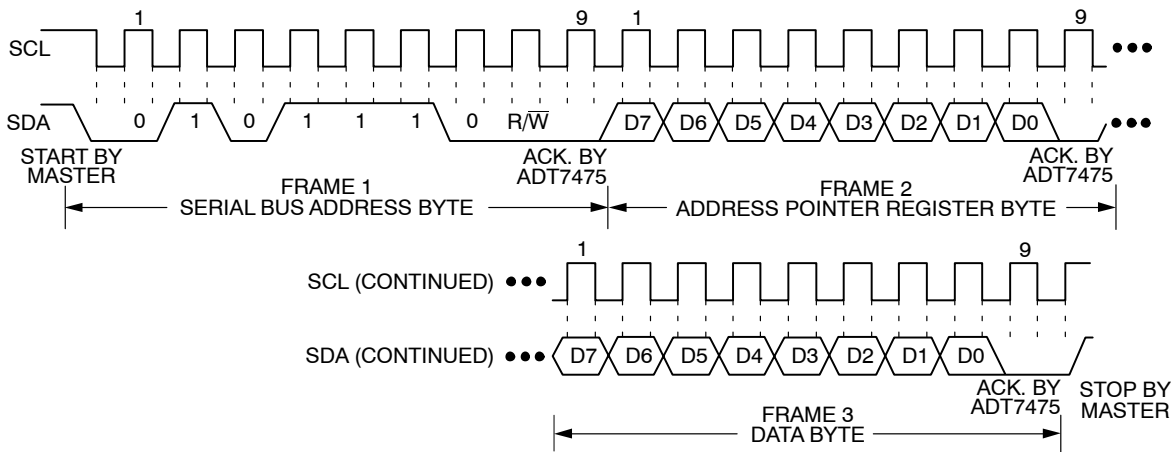 1 9 1 9
SCL
SDA 0 1 0 1 1 1 0 R/W̅ D7 D6 D5 D4 D3 D2 D1 D0
START BY MASTER
ACK. BY ADT7475
ACK. BY ADT7475
FRAME 1
SERIAL BUS ADDRESS BYTE
FRAME 2
ADDRESS POINTER REGISTER BYTE
1 9
SCL (CONTINUED)
SDA (CONTINUED) D7 D6 D5 D4 D3 D2 D1 D0
ACK. BY ADT7475
STOP BY MASTER
FRAME 3
DATA BYTE